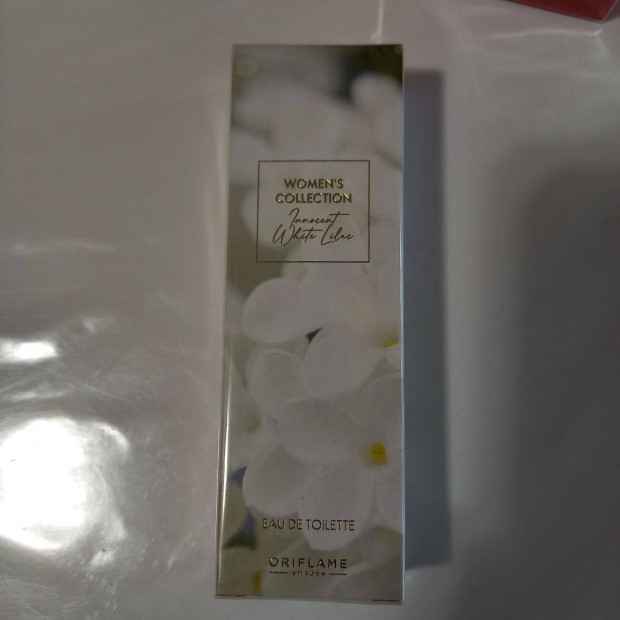 WOMEN'S
COLLECTION
Innocent
White Lilac
EAU DE TOILETTE
ORIFLAME
SWEDEN